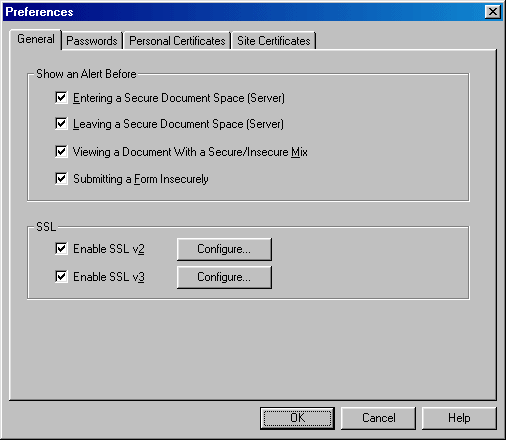 Preferences
General Passwords Personal Certificates Site Certificates
Show an Alert Before
Entering a Secure Document Space (Server)
Leaving a Secure Document Space (Server)
Viewing a Document With a Secure/Insecure Mix
Submitting a Form Insecurely
SSL
Enable SSL v2 Configure...
Enable SSL v3 Configure...
OK Cancel Help